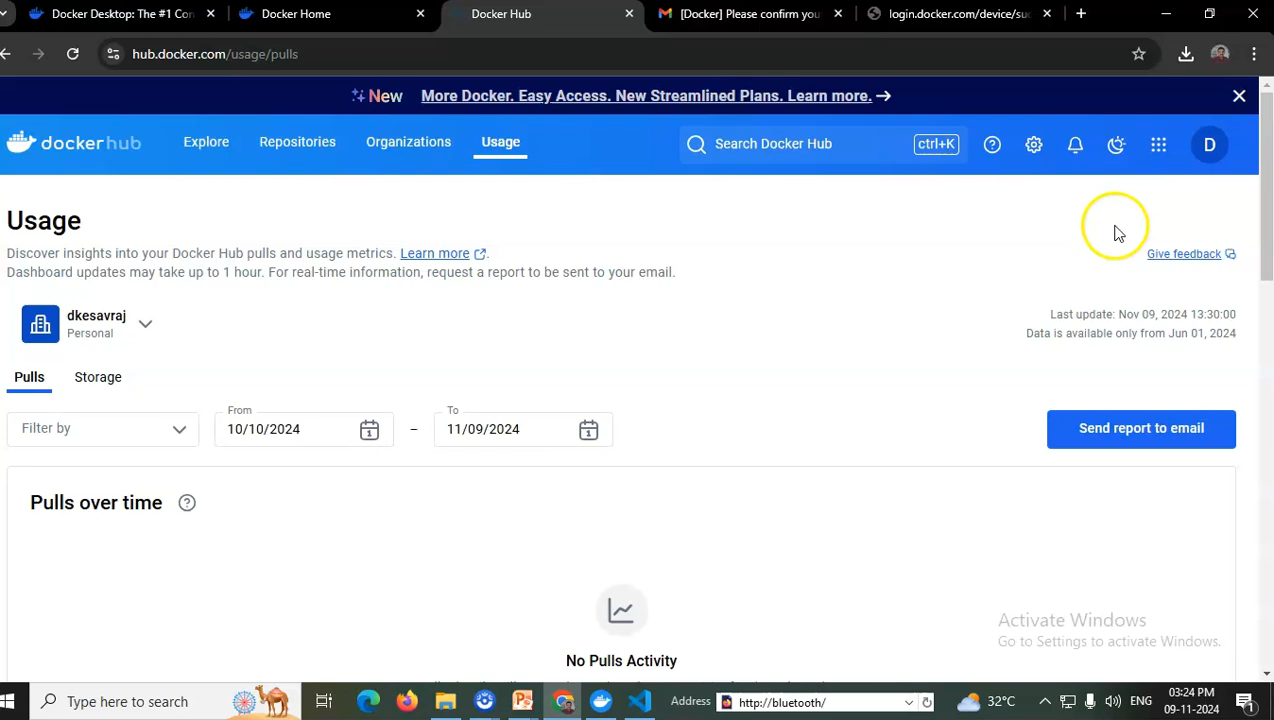 Docker Desktop: The #1 Con
Docker Home
Docker Hub
[Docker] Please confirm you
login.docker.com/device/suc
hub.docker.com/usage/pulls
New More Docker. Easy Access. New Streamlined Plans. Learn more. →
dockerhub Explore Repositories Organizations Usage Search Docker Hub ctrl+K D
Usage
Discover insights into your Docker Hub pulls and usage metrics. Learn more .
Dashboard updates may take up to 1 hour. For real-time information, request a report to be sent to your email.
Give feedback
dkesavraj
Personal
Last update: Nov 09, 2024 13:30:00
Data is available only from Jun 01, 2024
Pulls Storage
Filter by
From
10/10/2024
–
To
11/09/2024
Send report to email
Pulls over time
No Pulls Activity
Activate Windows
Go to Settings to activate Windows.
Type here to search
Address http://bluetooth/
32°C
ENG
03:24 PM
09-11-2024
1